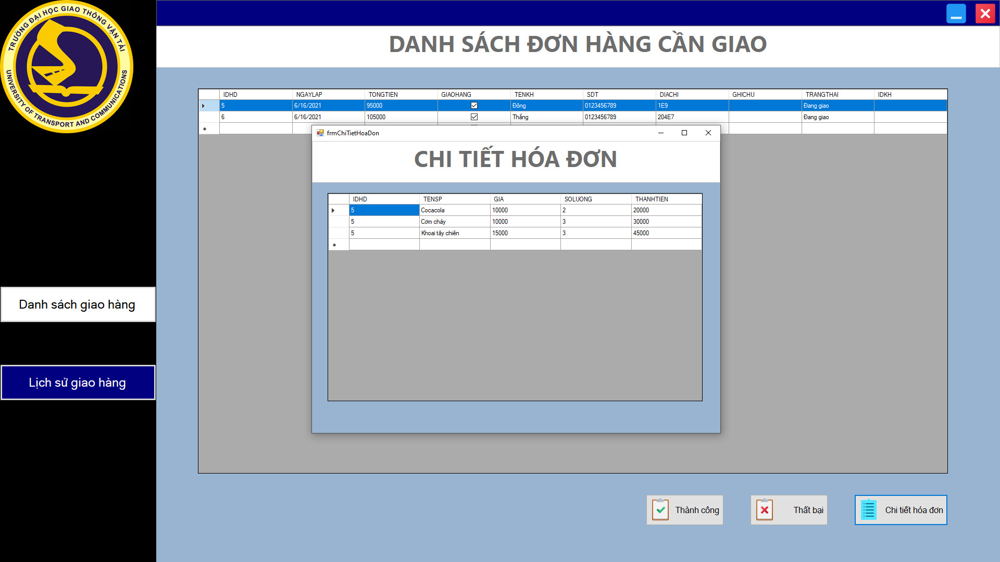 TRƯỜNG ĐẠI HỌC GIAO THÔNG VẬN TẢI
UNIVERSITY OF TRANSPORT AND COMMUNICATIONS
DANH SÁCH ĐƠN HÀNG CẦN GIAO
IDHD NGAYLAP TONGTIEN GIAOHANG TENKH SDT DIACHI GHICHU TRANGTHAI IDKH
5 6/16/2021 95000 Đông 0123456789 1E9 Đang giao
6 6/16/2021 105000 Thắng 0123456789 204E7 Đang giao
frmChiTietHoaDon
CHI TIẾT HÓA ĐƠN
IDHD TENSP GIA SOLUONG THANHTIEN
5 Cocacola 10000 2 20000
5 Cơm cháy 10000 3 30000
5 Khoai tây chiên 15000 3 45000
Danh sách giao hàng
Lịch sử giao hàng
Thành công
Thất bại
Chi tiết hóa đơn